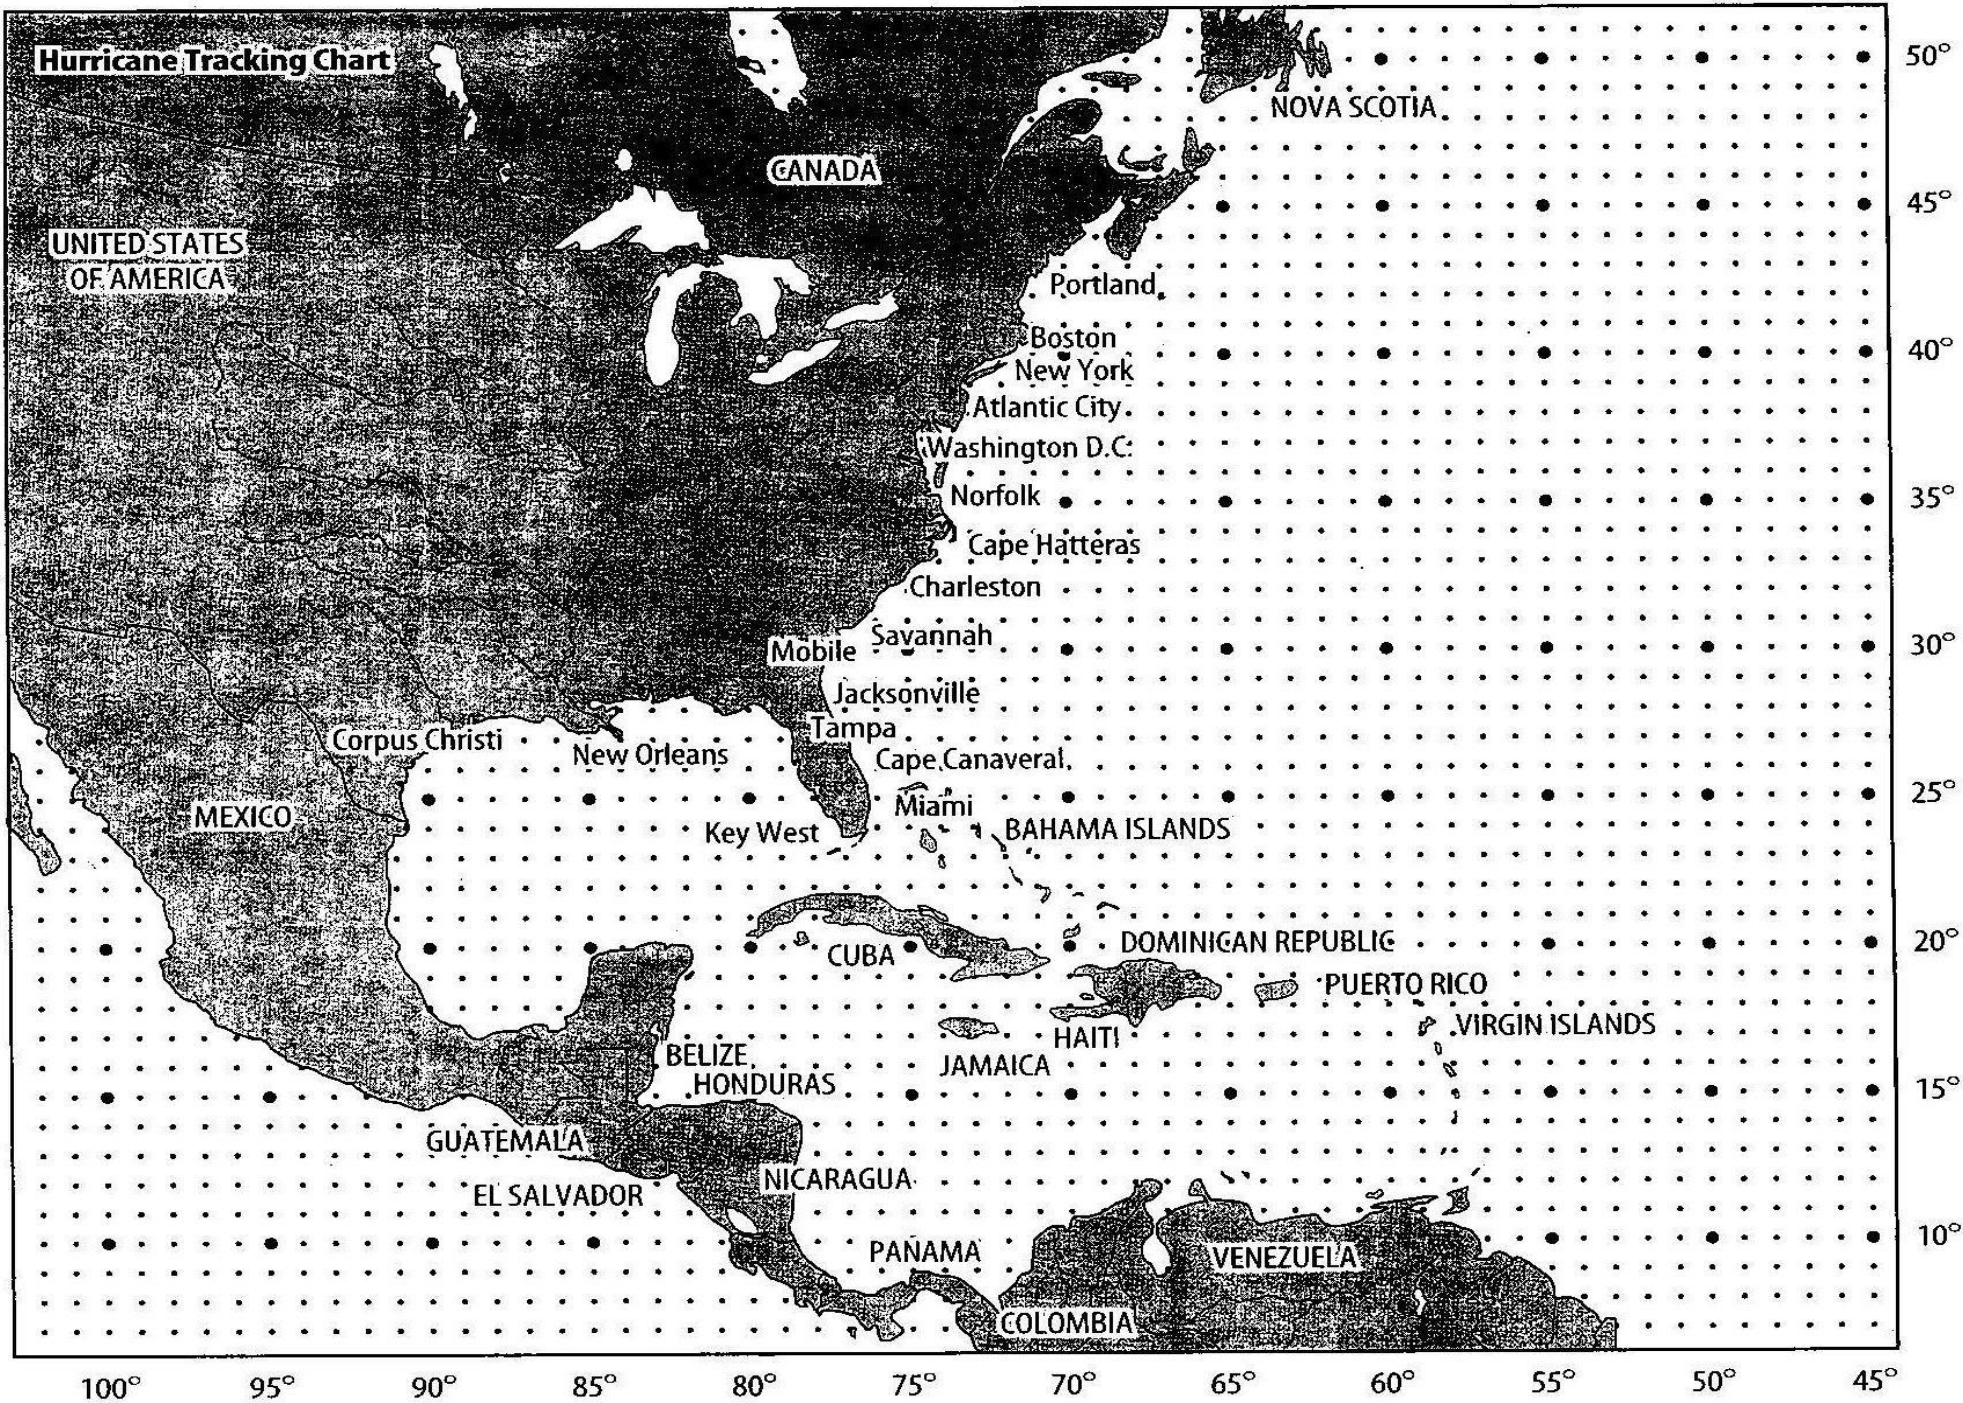 Hurricane Tracking Chart
50°
NOVA SCOTIA
CANADA
45°
UNITED STATES
OF AMERICA
Portland
Boston
40°
New York
Atlantic City
Washington D.C.
Norfolk
35°
Cape Hatteras
Charleston
Savannah
30°
Mobile
Jacksonville
Tampa
Corpus Christi
New Orleans
Cape Canaveral
25°
Miami
MEXICO
Key West
BAHAMA ISLANDS
20°
DOMINICAN REPUBLIC
CUBA
PUERTO RICO
VIRGIN ISLANDS
HAITI
BELIZE
JAMAICA
HONDURAS
15°
GUATEMALA
NICARAGUA
EL SALVADOR
10°
PANAMA
VENEZUELA
COLOMBIA
100° 95° 90° 85° 80° 75° 70° 65° 60° 55° 50° 45°